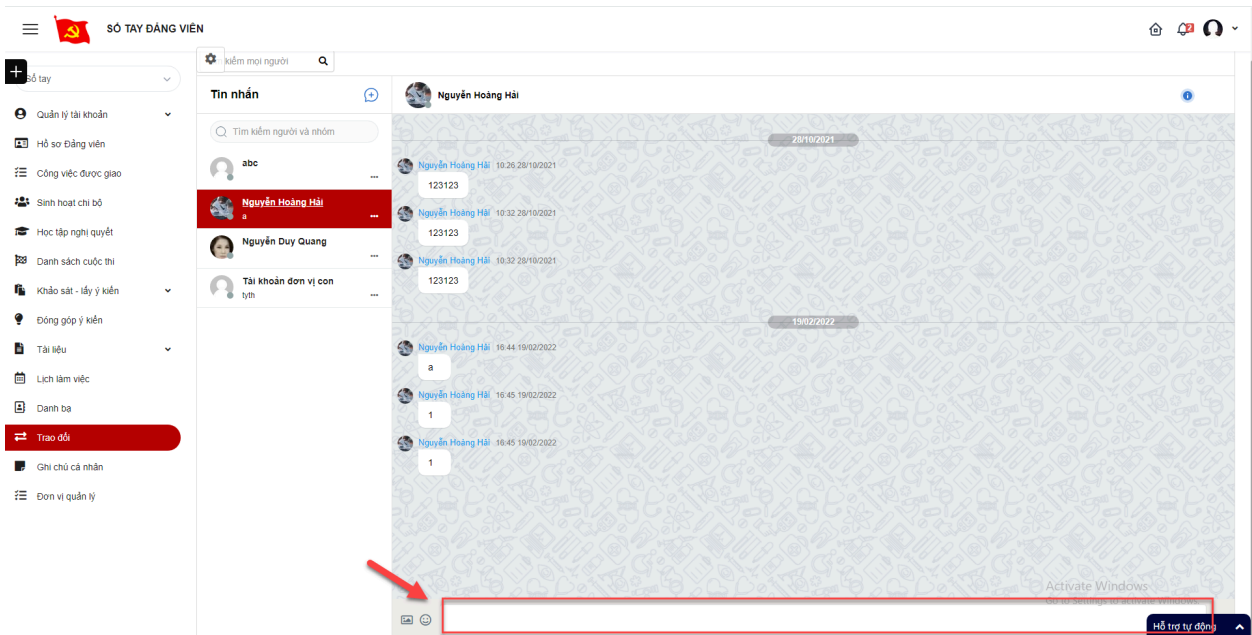 SỔ TAY ĐẢNG VIÊN
2
Sổ tay
kiếm mọi người
Quản lý tài khoản
Hồ sơ Đảng viên
Công việc được giao
Sinh hoạt chi bộ
Học tập nghị quyết
Danh sách cuộc thi
Khảo sát - lấy ý kiến
Đóng góp ý kiến
Tài liệu
Lịch làm việc
Danh bạ
Trao đổi
Ghi chú cá nhân
Đơn vị quản lý
Tin nhắn
Tìm kiếm người và nhóm
abc
Nguyễn Hoàng Hải
a
Nguyễn Duy Quang
Tài khoản đơn vị con
tyth
Nguyễn Hoàng Hải
28/10/2021
Nguyễn Hoàng Hải 10:26 28/10/2021
123123
Nguyễn Hoàng Hải 10:32 28/10/2021
123123
Nguyễn Hoàng Hải 10:32 28/10/2021
123123
19/02/2022
Nguyễn Hoàng Hải 16:44 19/02/2022
a
Nguyễn Hoàng Hải 16:45 19/02/2022
1
Nguyễn Hoàng Hải 16:45 19/02/2022
1
Activate Windows
Go to Settings to activate Windows.
Hỗ trợ tự động